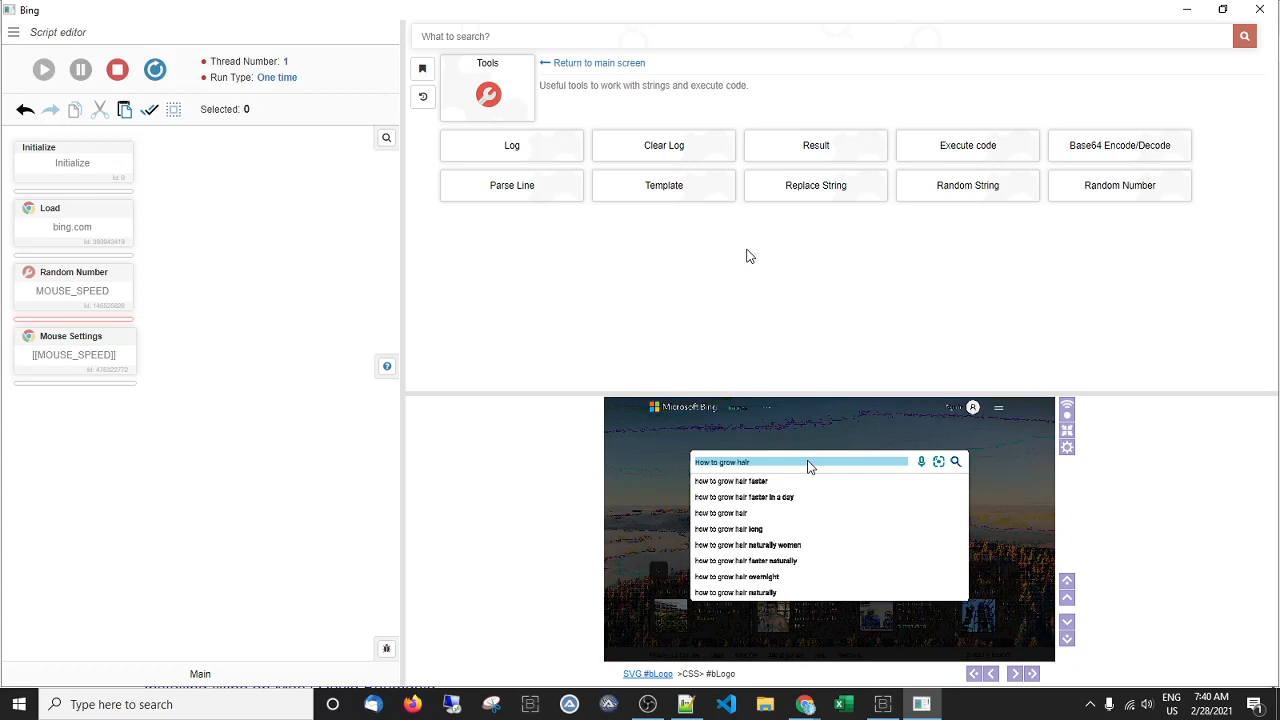 Bing
Script editor
What to search?
Thread Number: 1
Run Type: One time
Tools
Return to main screen
Useful tools to work with strings and execute code.
Selected: 0
Log
Clear Log
Result
Execute code
Base64 Encode/Decode
Parse Line
Template
Replace String
Random String
Random Number
Initialize
Initialize
Id: 0
Load
bing.com
Id: 393943419
Random Number
MOUSE_SPEED
Mouse Settings
[[MOUSE_SPEED]]
Id: 476322772
Microsoft Bing
How to grow hair
how to grow hair faster
how to grow hair faster in a day
how to grow hair
how to grow hair long
how to grow hair naturally women
how to grow hair faster naturally
how to grow hair overnight
how to grow hair naturally
Main
SVG #bLogo >CSS> #bLogo
Type here to search
ENG
US
7:40 AM
2/28/2021